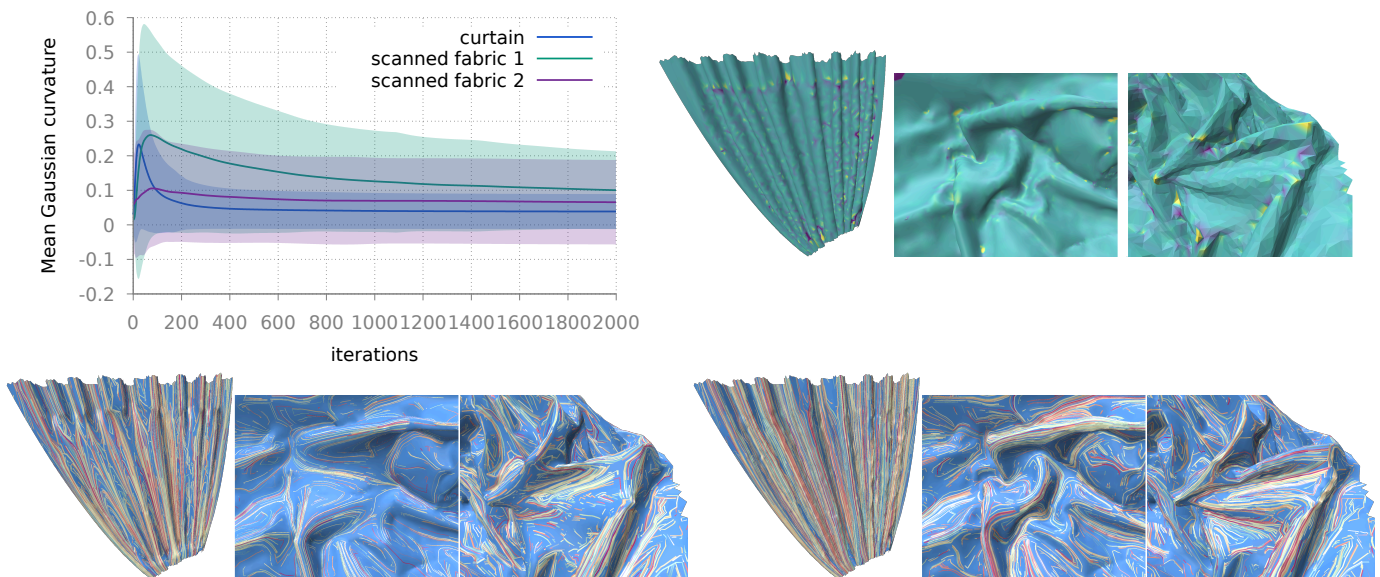 0.6
0.5
0.4
0.3
0.2
0.1
0
-0.1
-0.2
Mean Gaussian curvature
curtain
scanned fabric 1
scanned fabric 2
0 200 400 600 800 1000 1200 1400 1600 1800 2000
iterations